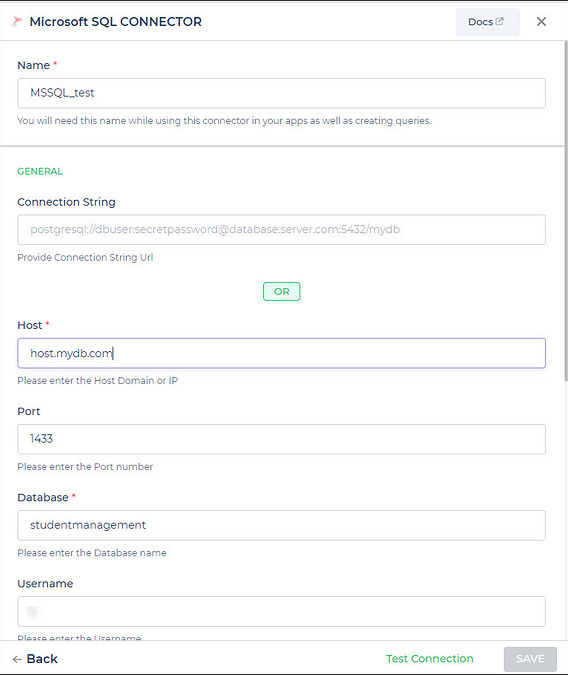 Microsoft SQL CONNECTOR
Docs
Name *
MSSQL_test
You will need this name while using this connector in your apps as well as creating queries.
GENERAL
Connection String
postgresql://dbuser:secretpassword@database.server.com:5432/mydb
Provide Connection String Url
OR
Host *
host.mydb.com
Please enter the Host Domain or IP
Port
1433
Please enter the Port number
Database *
studentmanagement
Please enter the Database name
Username
Please enter the Username
← Back
Test Connection
SAVE